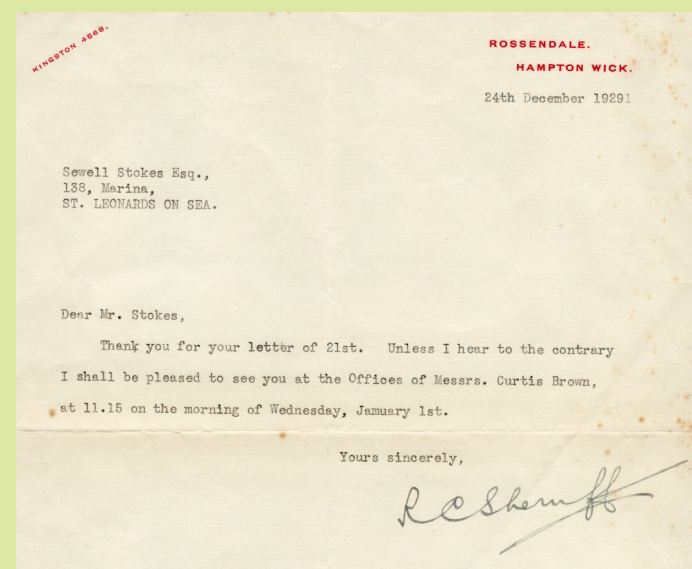 KINGSTON 4868.
ROSSENDALE.
HAMPTON WICK.
24th December 19291
Sewell Stokes Esq.,
138, Marina,
ST. LEONARDS ON SEA.
Dear Mr. Stokes,
Thank you for your letter of 21st. Unless I hear to the contrary
I shall be pleased to see you at the Offices of Messrs. Curtis Brown,
at 11.15 on the morning of Wednesday, Jamuary 1st.
Yours sincerely,
R C Sherriff